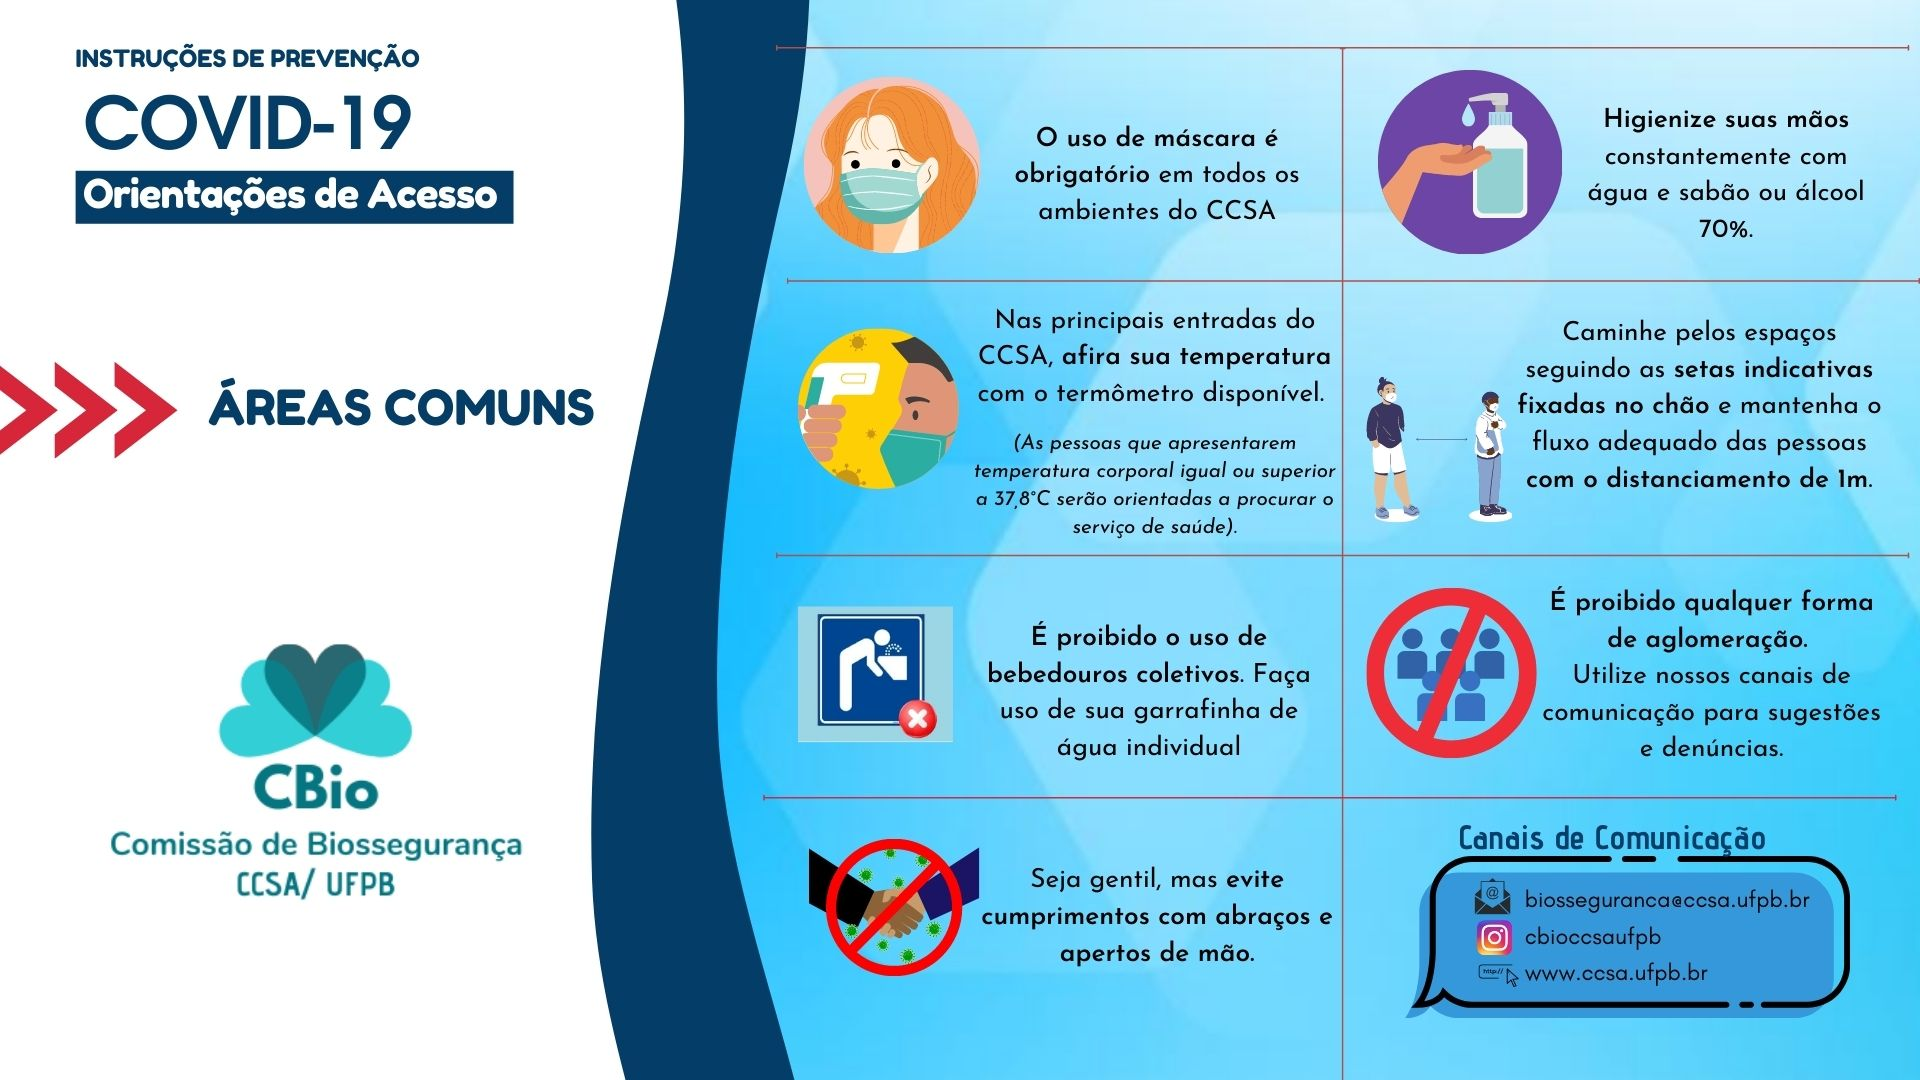 INSTRUÇÕES DE PREVENÇÃO
COVID-19
Orientações de Acesso
ÁREAS COMUNS
CBio
Comissão de Biossegurança
CCSA/ UFPB
O uso de máscara é
obrigatório em todos os
ambientes do CCSA
Higienize suas mãos
constantemente com
água e sabão ou álcool
70%.
Nas principais entradas do
CCSA, afira sua temperatura
com o termômetro disponível.
(As pessoas que apresentarem
temperatura corporal igual ou superior
a 37,8°C serão orientadas a procurar o
serviço de saúde).
Caminhe pelos espaços
seguindo as setas indicativas
fixadas no chão e mantenha o
fluxo adequado das pessoas
com o distanciamento de 1m.
É proibido o uso de
bebedouros coletivos. Faça
uso de sua garrafinha de
água individual
É proibido qualquer forma
de aglomeração.
Utilize nossos canais de
comunicação para sugestões
e denúncias.
Seja gentil, mas evite
cumprimentos com abraços e
apertos de mão.
Canais de Comunicação
@ biosseguranca@ccsa.ufpb.br
cbioccsaufpb
http:// www.ccsa.ufpb.br